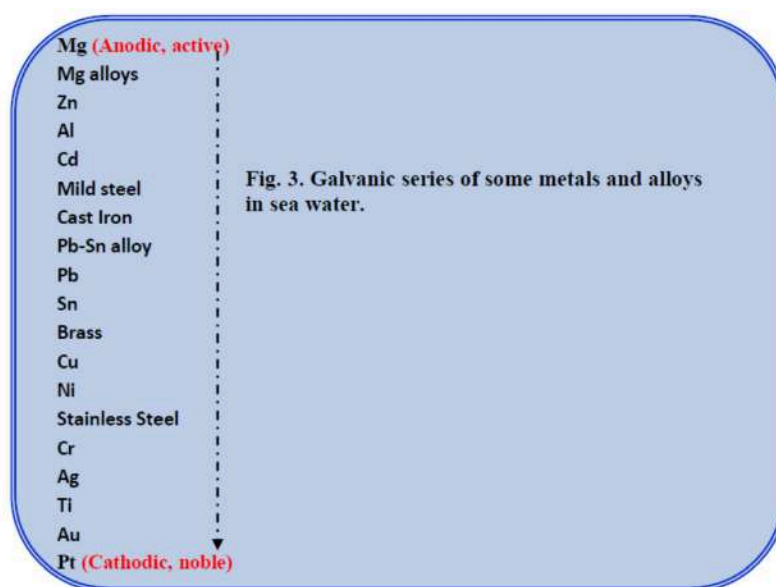 Mg (Anodic, active)
Mg alloys
Zn
Al
Cd
Mild steel
Cast Iron
Pb-Sn alloy
Pb
Sn
Brass
Cu
Ni
Stainless Steel
Cr
Ag
Ti
Au
Pt (Cathodic, noble)
Fig. 3. Galvanic series of some metals and alloys
in sea water.